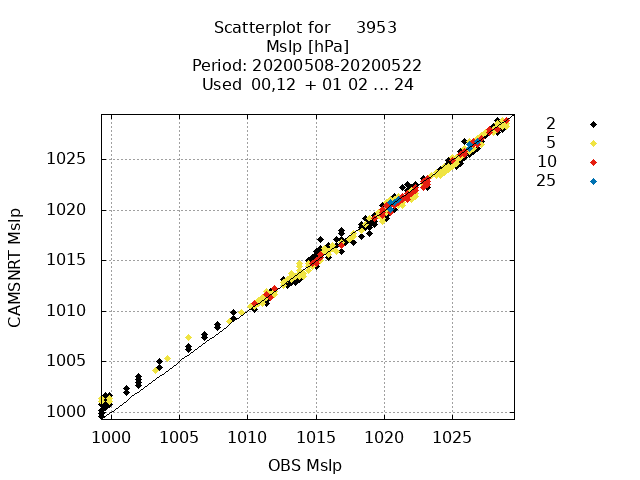 Scatterplot for 3953
Mslp [hPa]
Period: 20200508-20200522
Used 00,12 + 01 02 ... 24
2
5
10
25
CAMSNRT Mslp
1025
1020
1015
1010
1005
1000
1000 1005 1010 1015 1020 1025
OBS Mslp